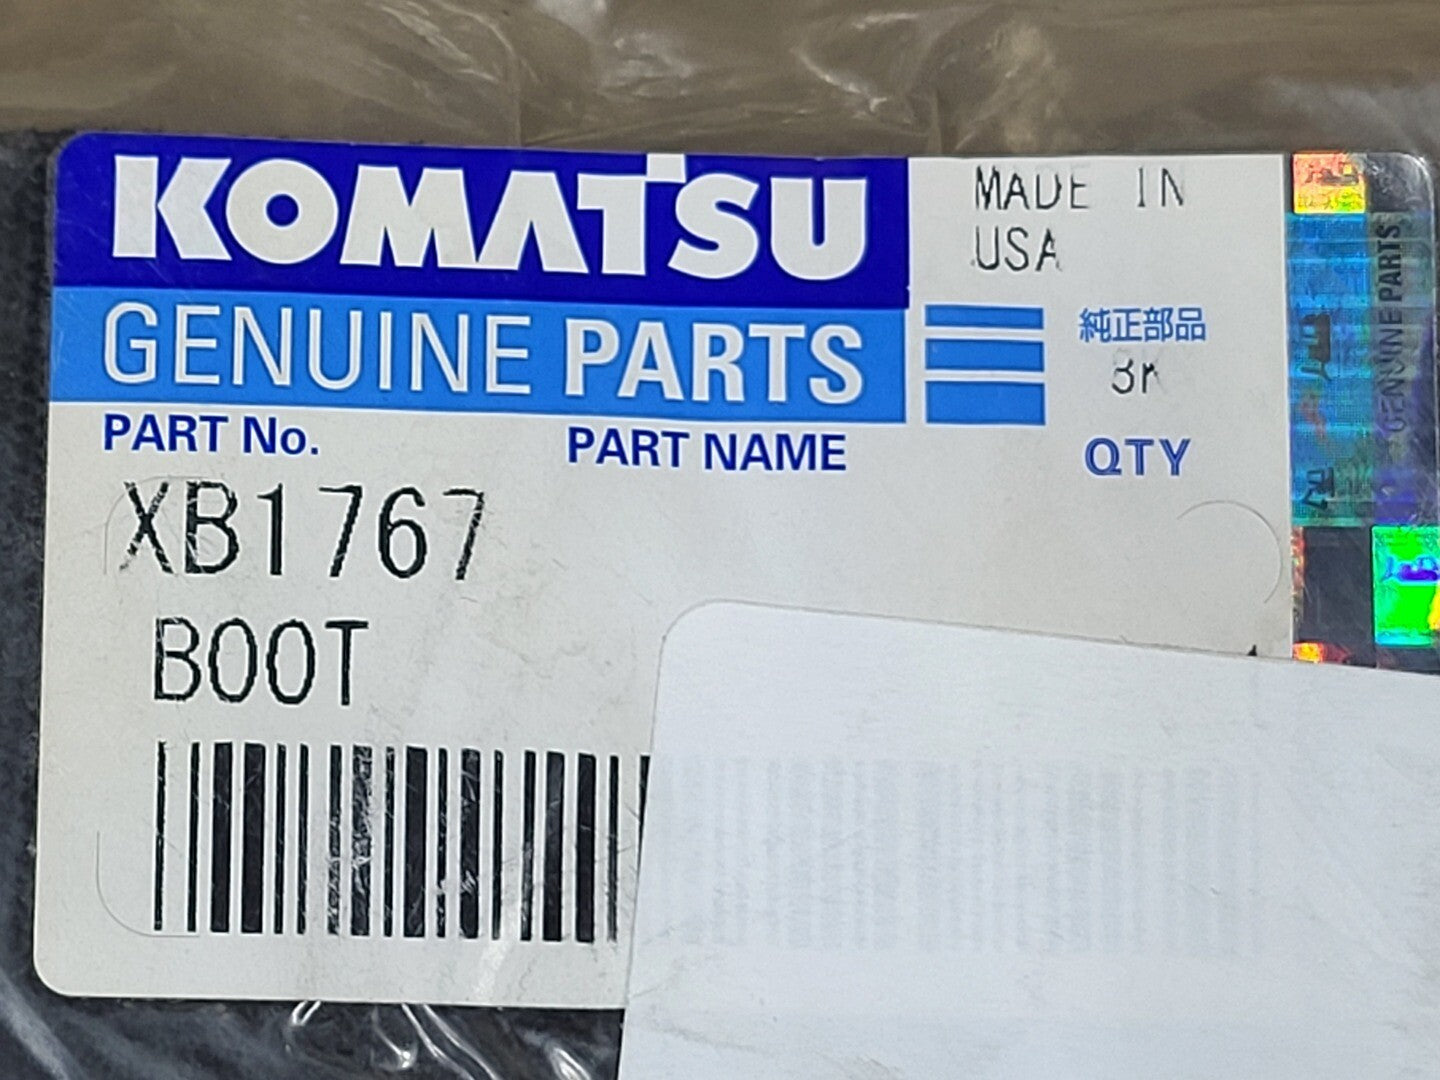 KOMATSU
GENUINE PARTS
MADE IN
USA
純正部品
PART No.
PART NAME
QTY
XB1767
BOOT
GENUINE PARTS